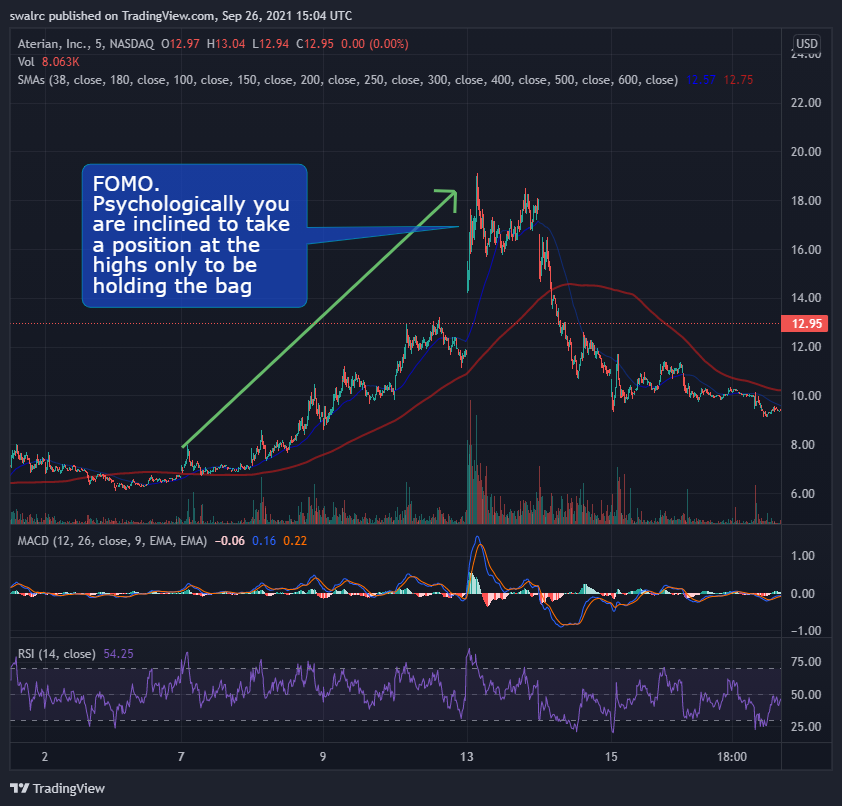 swalrc published on TradingView.com, Sep 26, 2021 15:04 UTC
Aterian, Inc., 5, NASDAQ O12.97 H13.04 L12.94 C12.95 0.00 (0.00%)
USD
Vol 8.063K
24.00
SMAs (38, close, 180, close, 100, close, 150, close, 200, close, 250, close, 300, close, 400, close, 500, close, 600, close) 12.75
22.00
20.00
FOMO.
Psychologically you
are inclined to take
a position at the
highs only to be
holding the bag
18.00
16.00
14.00
12.95
12.00
10.00
8.00
6.00
MACD (12, 26, close, 9, EMA, EMA) −0.06 0.16 0.22
1.00
0.00
−1.00
RSI (14, close) 54.25
75.00
50.00
25.00
2 7 9 13 15 18:00
TradingView